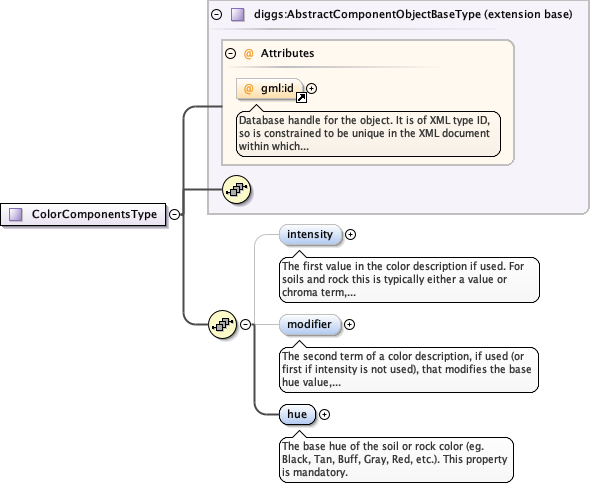 diggs:AbstractComponentObjectBaseType (extension base)
@ Attributes
@ gml:id
Database handle for the object. It is of XML type ID,
so is constrained to be unique in the XML document
within which...
ColorComponentsType
intensity
The first value in the color description if used. For
soils and rock this is typically either a value or
chroma term,...
modifier
The second term of a color description, if used (or
first if intensity is not used), that modifies the base
hue value,...
hue
The base hue of the soil or rock color (eg.
Black, Tan, Buff, Gray, Red, etc.). This property
is mandatory.